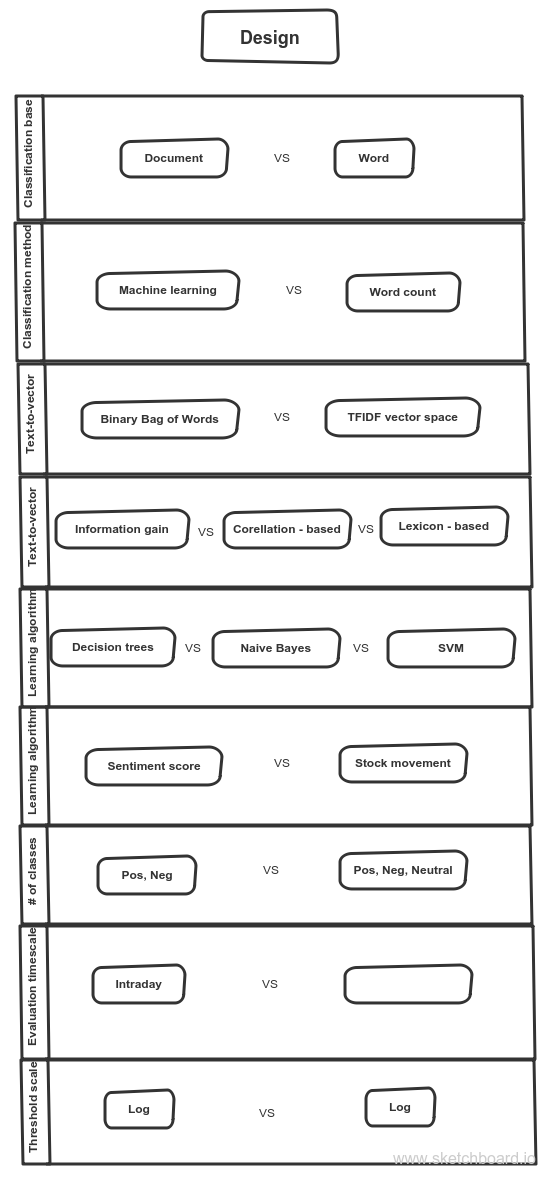 Design
Classification base
Document VS Word
Classification method
Machine learning VS Word count
Text-to-vector
Binary Bag of Words VS TFIDF vector space
Text-to-vector
Information gain VS Corellation - based VS Lexicon - based
Learning algorithm
Decision trees VS Naive Bayes VS SVM
Learning algorithm
Sentiment score VS Stock movement
# of classes
Pos, Neg VS Pos, Neg, Neutral
Evaluation timescale
Intraday VS
Threshold scale
Log VS Log
www.sketchboard.io